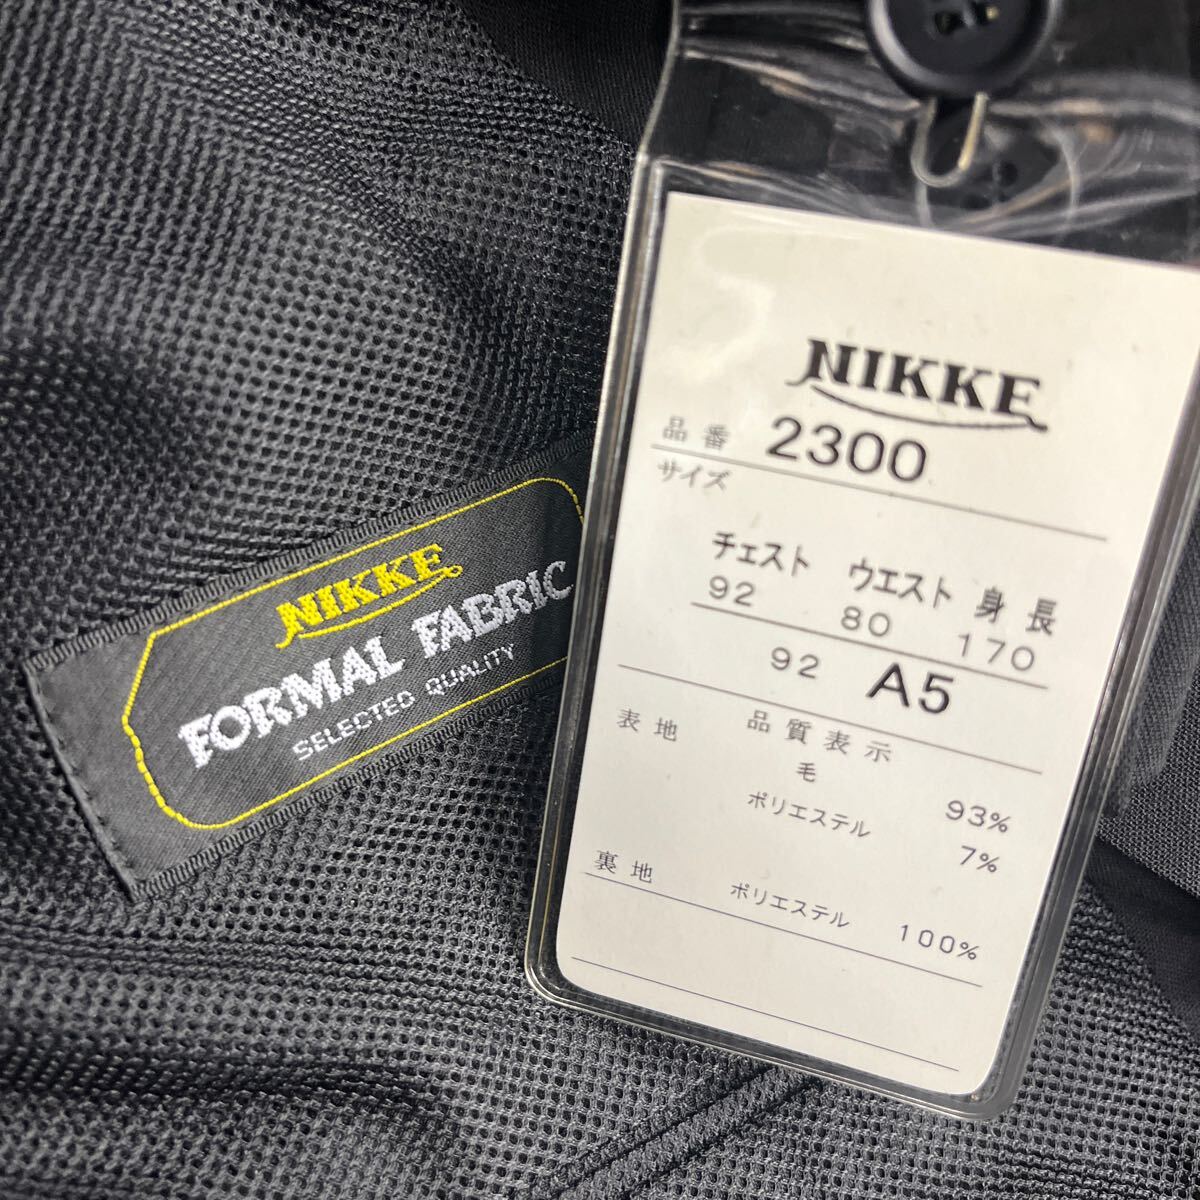 NIKKE
FORMAL FABRIC
SELECTED QUALITY
NIKKE
品番 2300
サイズ
チェスト ウエスト 身長
92 80 170
92 A5
品質表示
表地 毛 93%
ポリエステル 7%
裏地 ポリエステル 100%